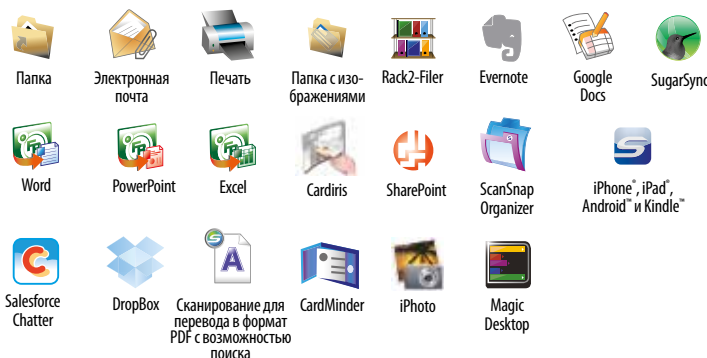 Папка
Электронная
почта
Печать
Папка с изо-
бражениями
Rack2-Filer
Evernote
Google
Docs
SugarSync
Word
PowerPoint
Excel
Cardiris
SharePoint
ScanSnap
Organizer
iPhone®, iPad®,
Android™ и Kindle™
Salesforce
Chatter
DropBox
Сканирование для
перевода в формат
PDF с возможностью
поиска
CardMinder
iPhoto
Magic
Desktop